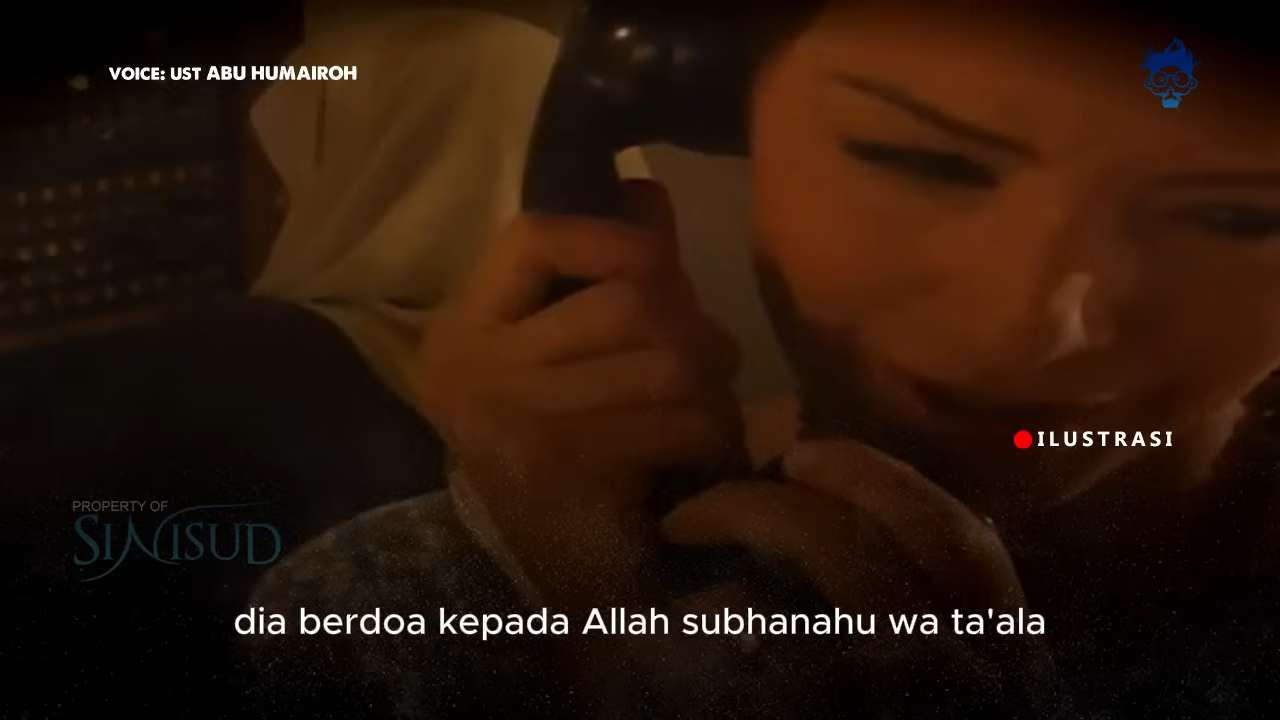 VOICE: UST ABU HUMAIROH
ILUSTRASI
PROPERTY OF
SINISUD
dia berdoa kepada Allah subhanahu wa ta'ala